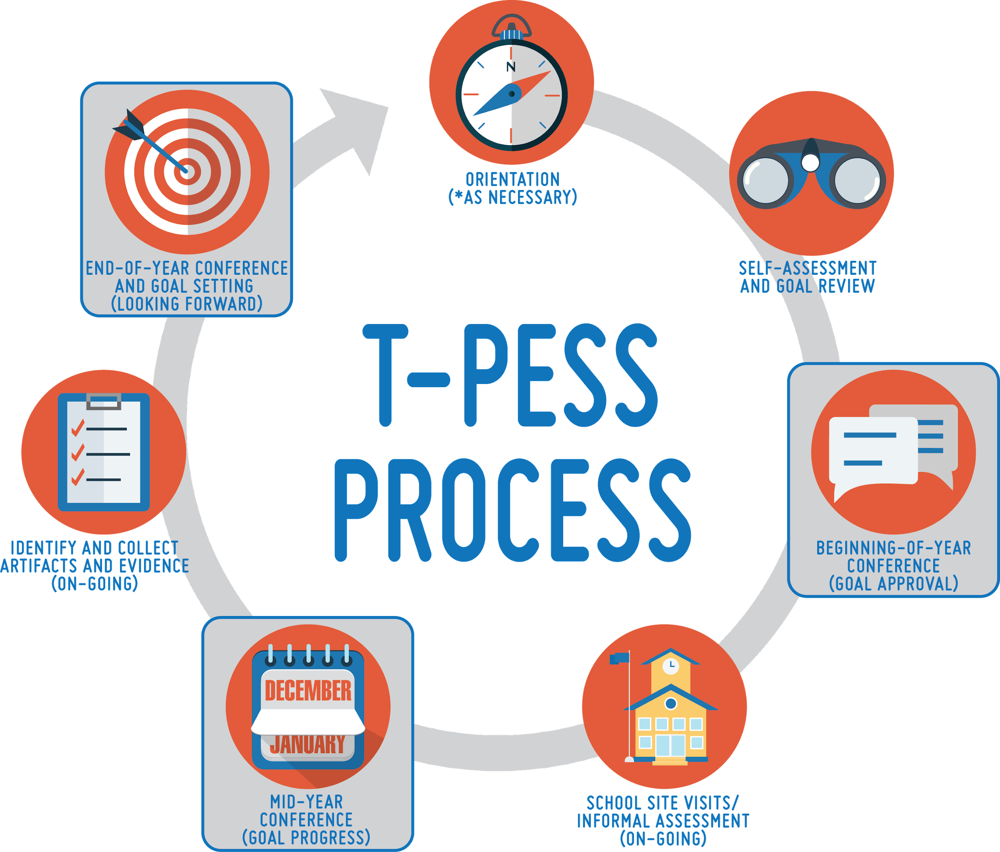 N
ORIENTATION
(*AS NECESSARY)
SELF-ASSESSMENT
AND GOAL REVIEW
BEGINNING-OF-YEAR
CONFERENCE
(GOAL APPROVAL)
SCHOOL SITE VISITS/
INFORMAL ASSESSMENT
(ON-GOING)
DECEMBER
JANUARY
MID-YEAR
CONFERENCE
(GOAL PROGRESS)
IDENTIFY AND COLLECT
ARTIFACTS AND EVIDENCE
(ON-GOING)
END-OF-YEAR CONFERENCE
AND GOAL SETTING
(LOOKING FORWARD)
T-PESS
PROCESS